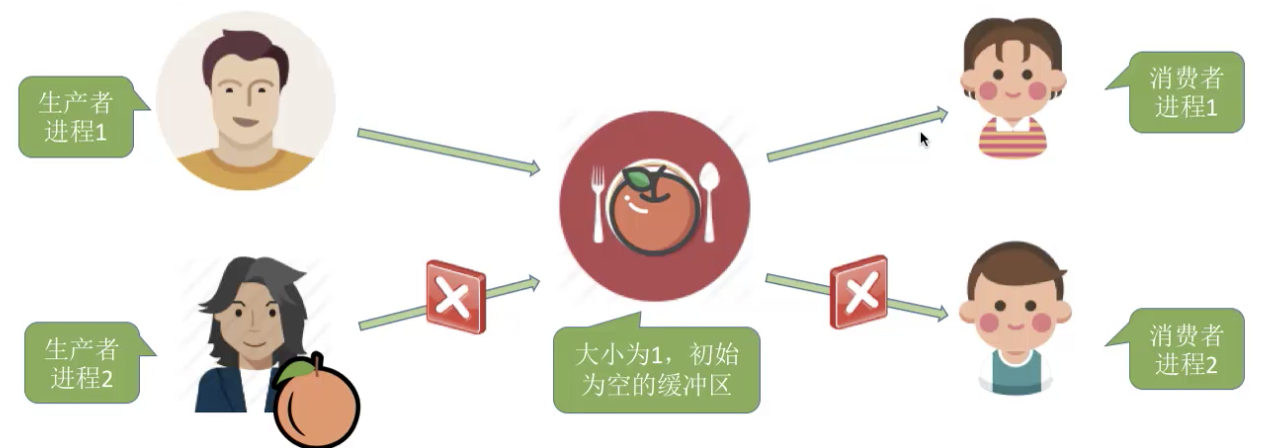 生产者
进程1
消费者
进程1
生产者
进程2
大小为1，初始
为空的缓冲区
消费者
进程2